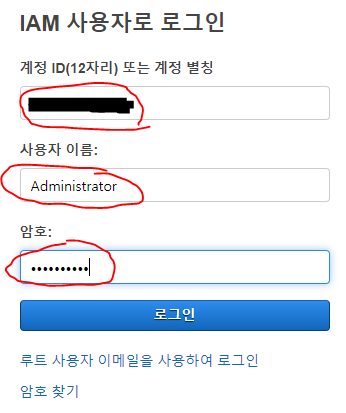 IAM 사용자로 로그인
계정 ID(12자리) 또는 계정 별칭
사용자 이름:
Administrator
암호:
••••••••••
로그인
루트 사용자 이메일을 사용하여 로그인
암호 찾기